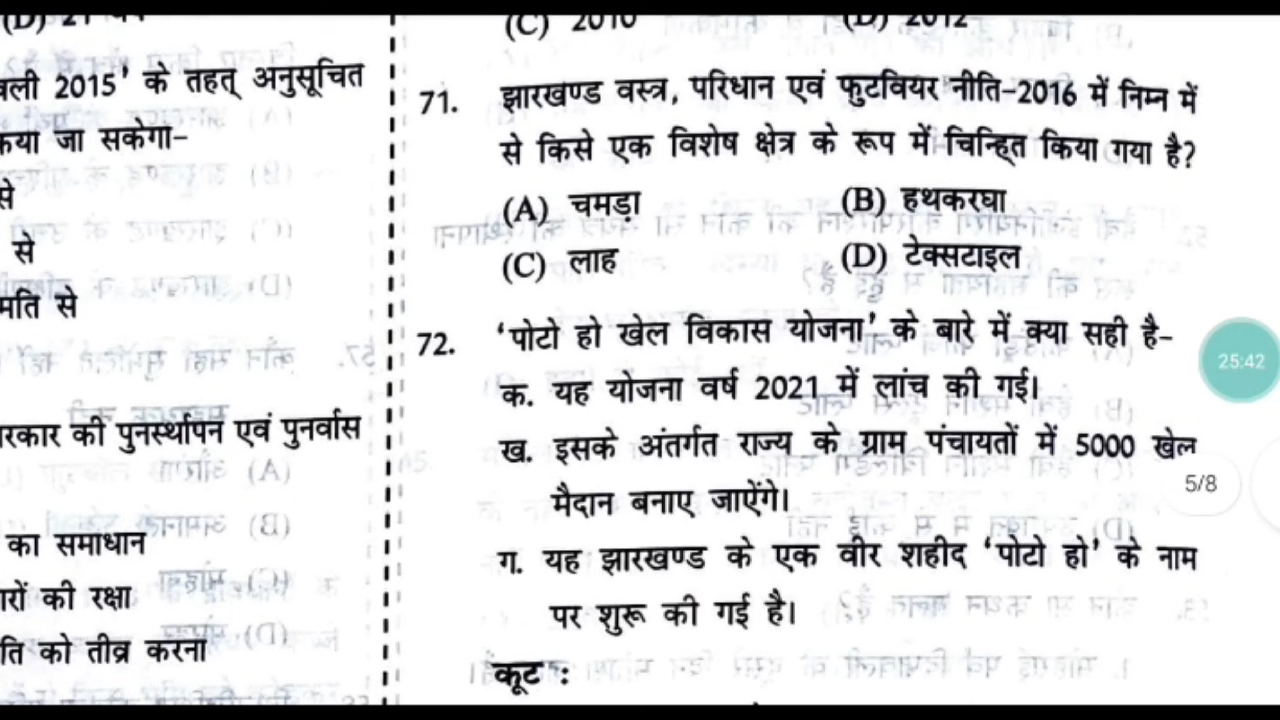 वली 2015' के तहत् अनुसूचित
किया जा सकेगा-
से
से
मति से
रकार की पुनर्स्थापन एवं पुनर्वास
का समाधान
ारों की रक्षा
ति को तीव्र करना
(C) 2010 (D) 2012
71. झारखण्ड वस्त्र, परिधान एवं फुटवियर नीति-2016 में निम्न में
से किसे एक विशेष क्षेत्र के रूप में चिन्हित किया गया है?
(A) चमड़ा (B) हथकरघा
(C) लाह (D) टेक्सटाइल
72. 'पोटो हो खेल विकास योजना' के बारे में क्या सही है-
क. यह योजना वर्ष 2021 में लांच की गई।
ख. इसके अंतर्गत राज्य के ग्राम पंचायतों में 5000 खेल
मैदान बनाए जाऐंगे।
ग. यह झारखण्ड के एक वीर शहीद 'पोटो हो' के नाम
पर शुरू की गई है।
कूट :
25:42
5/8